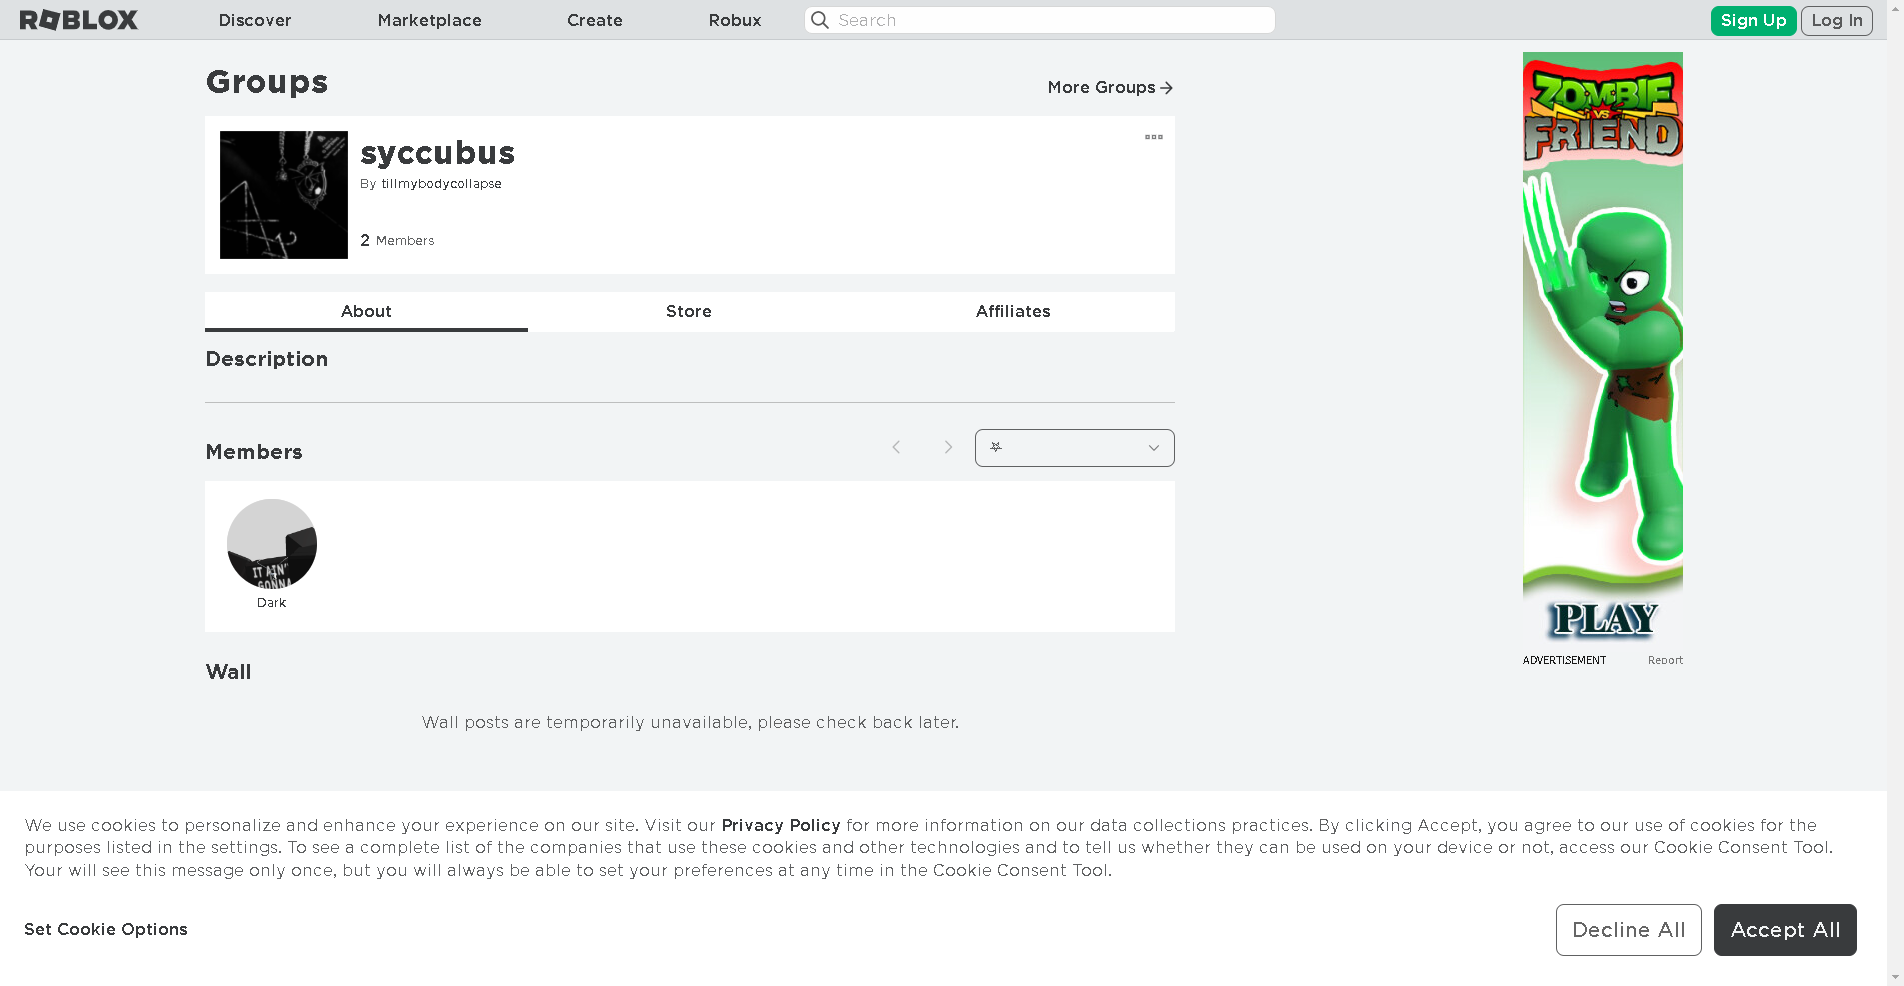 ROBLOX
Discover
Marketplace
Create
Robux
Search
Sign Up
Log In
Groups
More Groups
syccubus
By tillmybodycollapse
2 Members
About
Store
Affiliates
Description
Members
IT AIN'
GONNA
Dark
Wall
Wall posts are temporarily unavailable, please check back later.
ZOMBIE
VS
FRIEND
PLAY
ADVERTISEMENT
Report
We use cookies to personalize and enhance your experience on our site. Visit our Privacy Policy for more information on our data collections practices. By clicking Accept, you agree to our use of cookies for the
purposes listed in the settings. To see a complete list of the companies that use these cookies and other technologies and to tell us whether they can be used on your device or not, access our Cookie Consent Tool.
Your will see this message only once, but you will always be able to set your preferences at any time in the Cookie Consent Tool.
Set Cookie Options
Decline All
Accept All